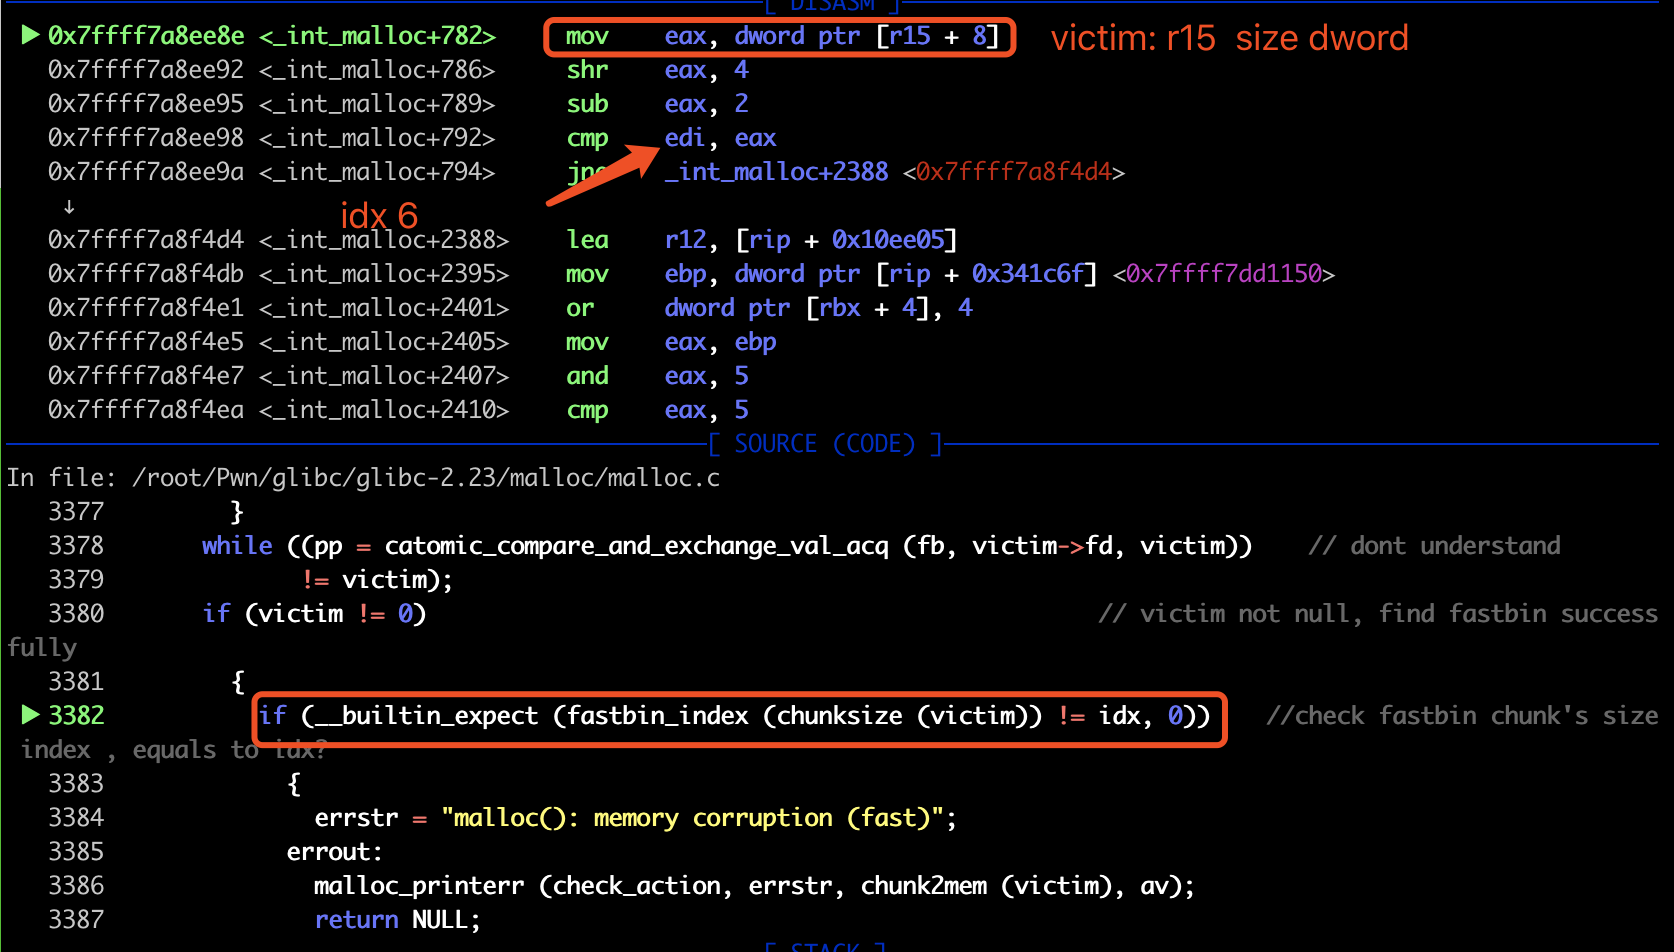 [ DISASM ]
► 0x7ffff7a8ee8e <_int_malloc+782> mov eax, dword ptr [r15 + 8] victim: r15 size dword
0x7ffff7a8ee92 <_int_malloc+786> shr eax, 4
0x7ffff7a8ee95 <_int_malloc+789> sub eax, 2
0x7ffff7a8ee98 <_int_malloc+792> cmp edi, eax
0x7ffff7a8ee9a <_int_malloc+794> jne _int_malloc+2388 <0x7ffff7a8f4d4>
↓
idx 6
0x7ffff7a8f4d4 <_int_malloc+2388> lea r12, [rip + 0x10ee05]
0x7ffff7a8f4db <_int_malloc+2395> mov ebp, dword ptr [rip + 0x341c6f] <0x7ffff7dd1150>
0x7ffff7a8f4e1 <_int_malloc+2401> or dword ptr [rbx + 4], 4
0x7ffff7a8f4e5 <_int_malloc+2405> mov eax, ebp
0x7ffff7a8f4e7 <_int_malloc+2407> and eax, 5
0x7ffff7a8f4ea <_int_malloc+2410> cmp eax, 5
[ SOURCE (CODE) ]
In file: /root/Pwn/glibc/glibc-2.23/malloc/malloc.c
3377 }
3378 while ((pp = catomic_compare_and_exchange_val_acq (fb, victim->fd, victim)) // dont understand
3379 != victim);
3380 if (victim != 0) // victim not null, find fastbin success
fully
3381 {
► 3382 if (__builtin_expect (fastbin_index (chunksize (victim)) != idx, 0)) //check fastbin chunk's size
index , equals to idx?
3383 {
3384 errstr = "malloc(): memory corruption (fast)";
3385 errout:
3386 malloc_printerr (check_action, errstr, chunk2mem (victim), av);
3387 return NULL;
[ STACK ]